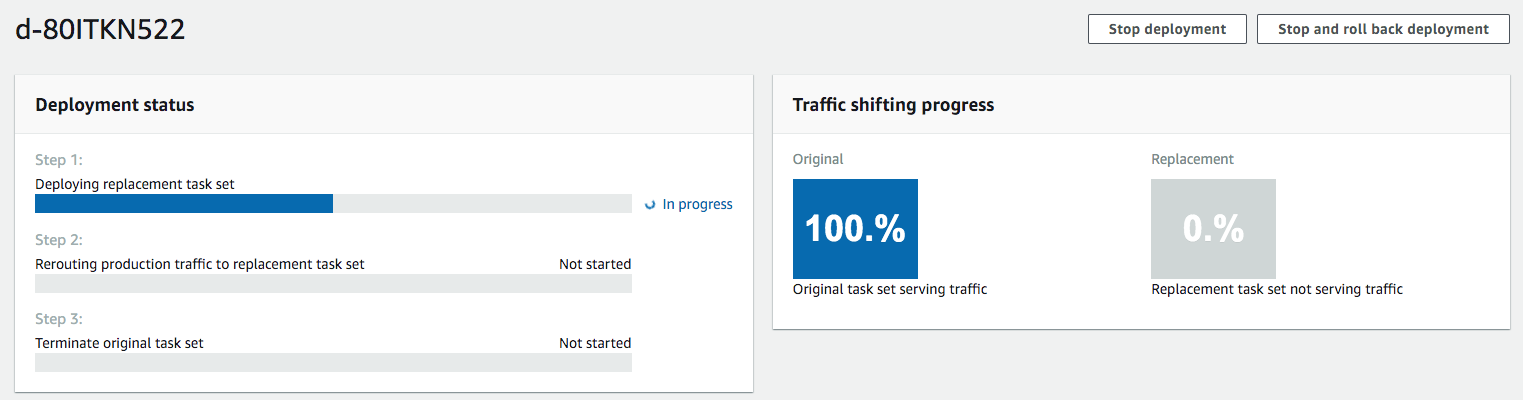 d-80ITKN522
Stop deployment
Stop and roll back deployment
Deployment status
Step 1:
Deploying replacement task set
In progress
Step 2:
Rerouting production traffic to replacement task set
Not started
Step 3:
Terminate original task set
Not started
Traffic shifting progress
Original
100.%
Original task set serving traffic
Replacement
0.%
Replacement task set not serving traffic